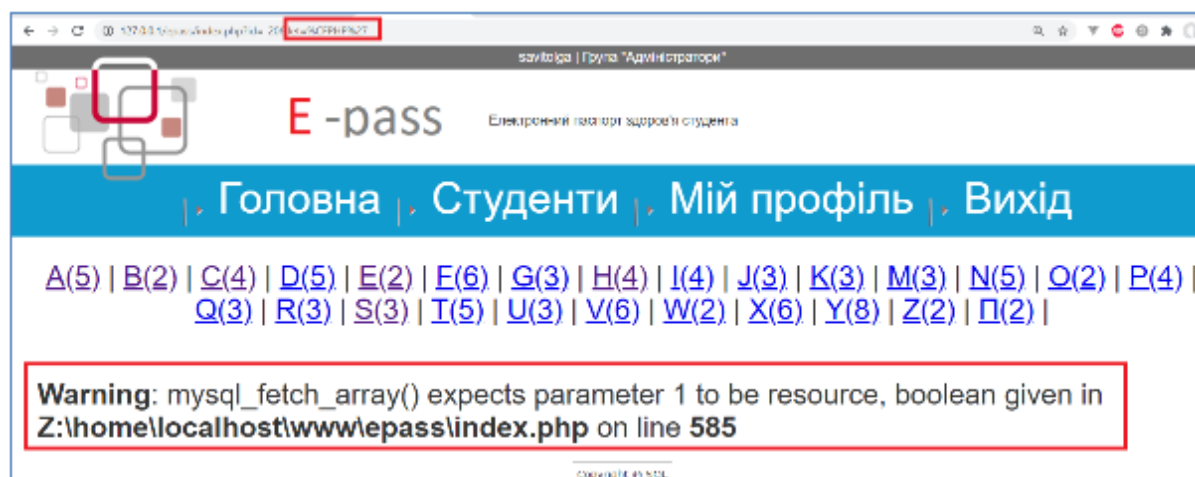 savitolga | Група "Адміністратори"
E -pass
Електронний паспорт здоров'я студента
Головна Студенти Мій профіль Вихід
A(5) | B(2) | C(4) | D(5) | E(2) | F(6) | G(3) | H(4) | I(4) | J(3) | K(3) | M(3) | N(5) | O(2) | P(4) |
Q(3) | R(3) | S(3) | T(5) | U(3) | V(6) | W(2) | X(6) | Y(8) | Z(2) | П(2) |
Warning: mysql_fetch_array() expects parameter 1 to be resource, boolean given in
Z:\home\localhost\www\epass\index.php on line 585